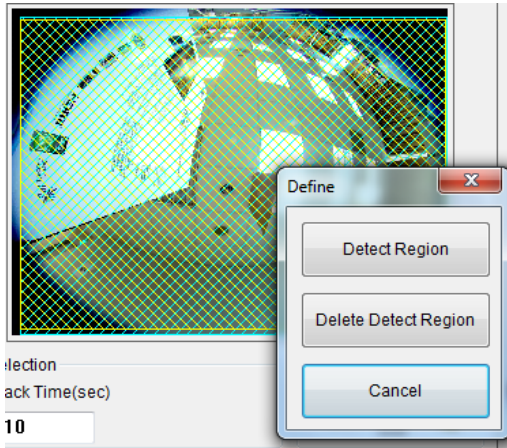 Define
Detect Region
Delete Detect Region
Cancel
election
ack Time(sec)
10